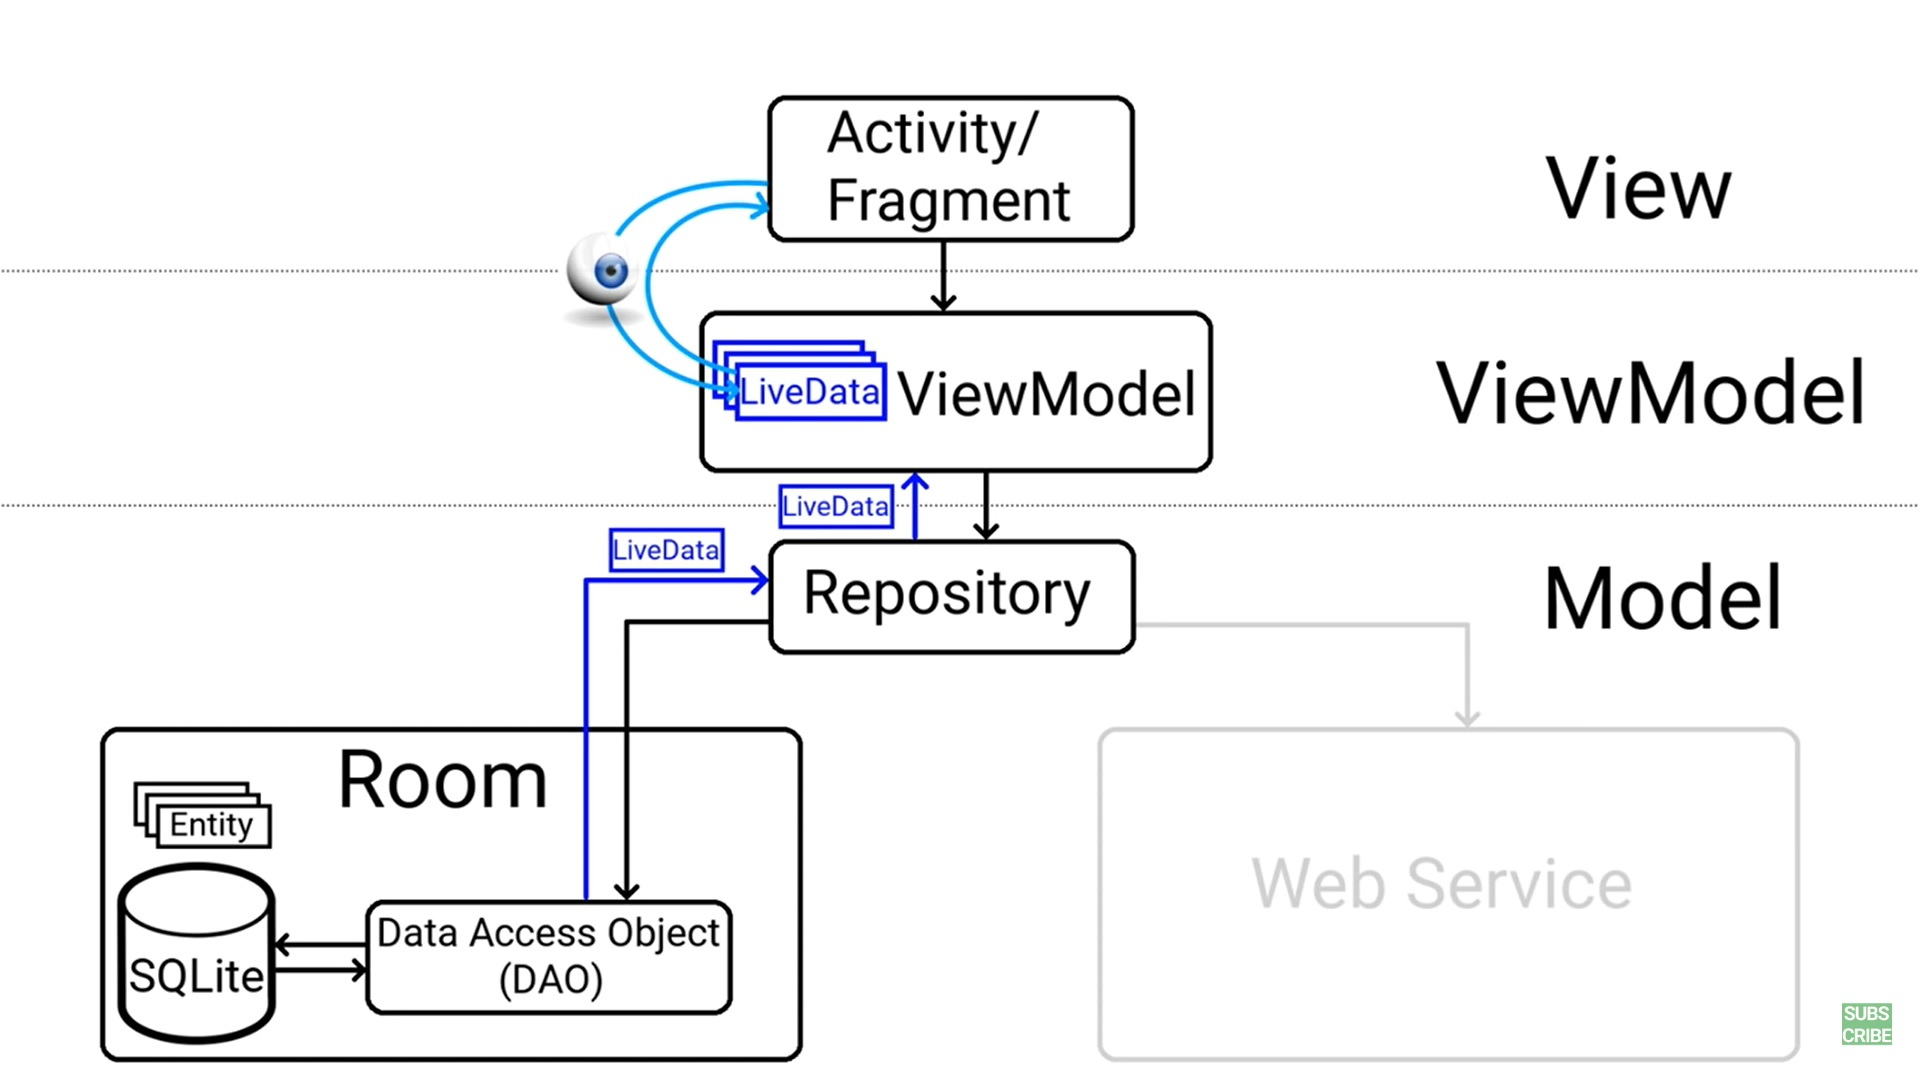 Activity/
Fragment
View
LiveData
ViewModel
ViewModel
LiveData
LiveData
Repository
Model
Room
Entity
SQLite
Data Access Object
(DAO)
Web Service
SUBS
CRIBE